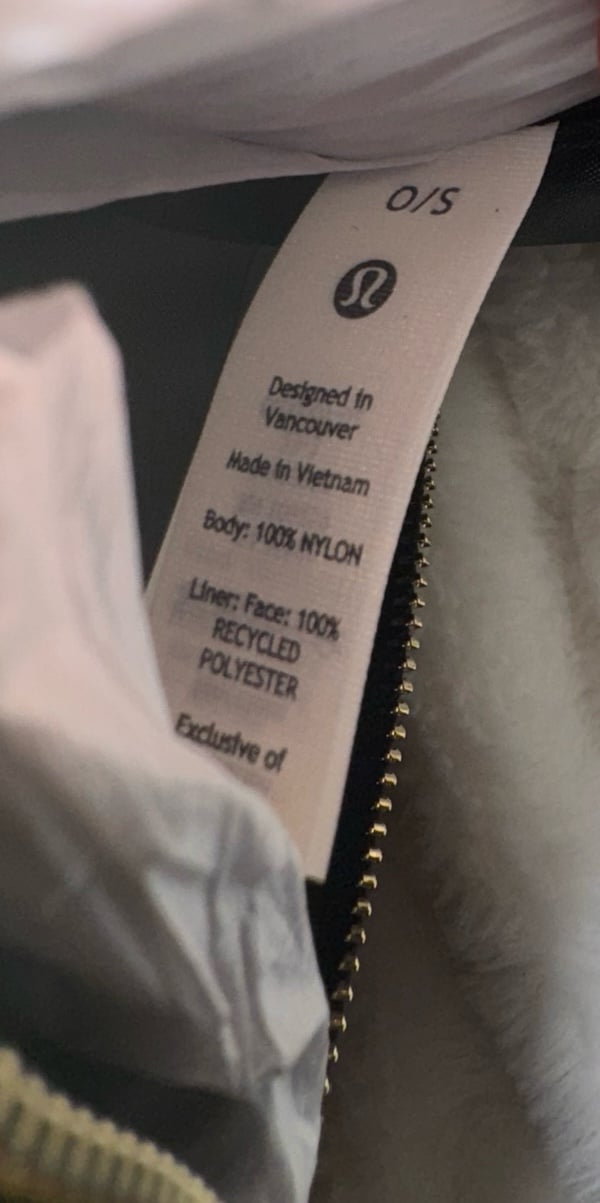 O/S
Designed in
Vancouver
Made in Vietnam
Body: 100% NYLON
Liner: Face: 100%
RECYCLED
POLYESTER
Exclusive of